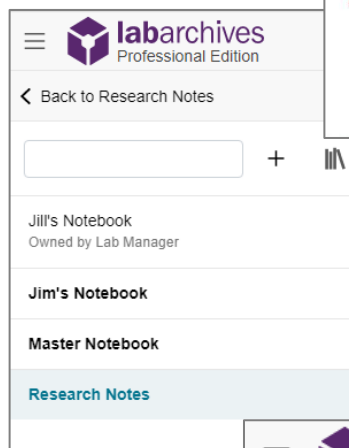 labarchives
Professional Edition
Back to Research Notes
Jill's Notebook
Owned by Lab Manager
Jim's Notebook
Master Notebook
Research Notes